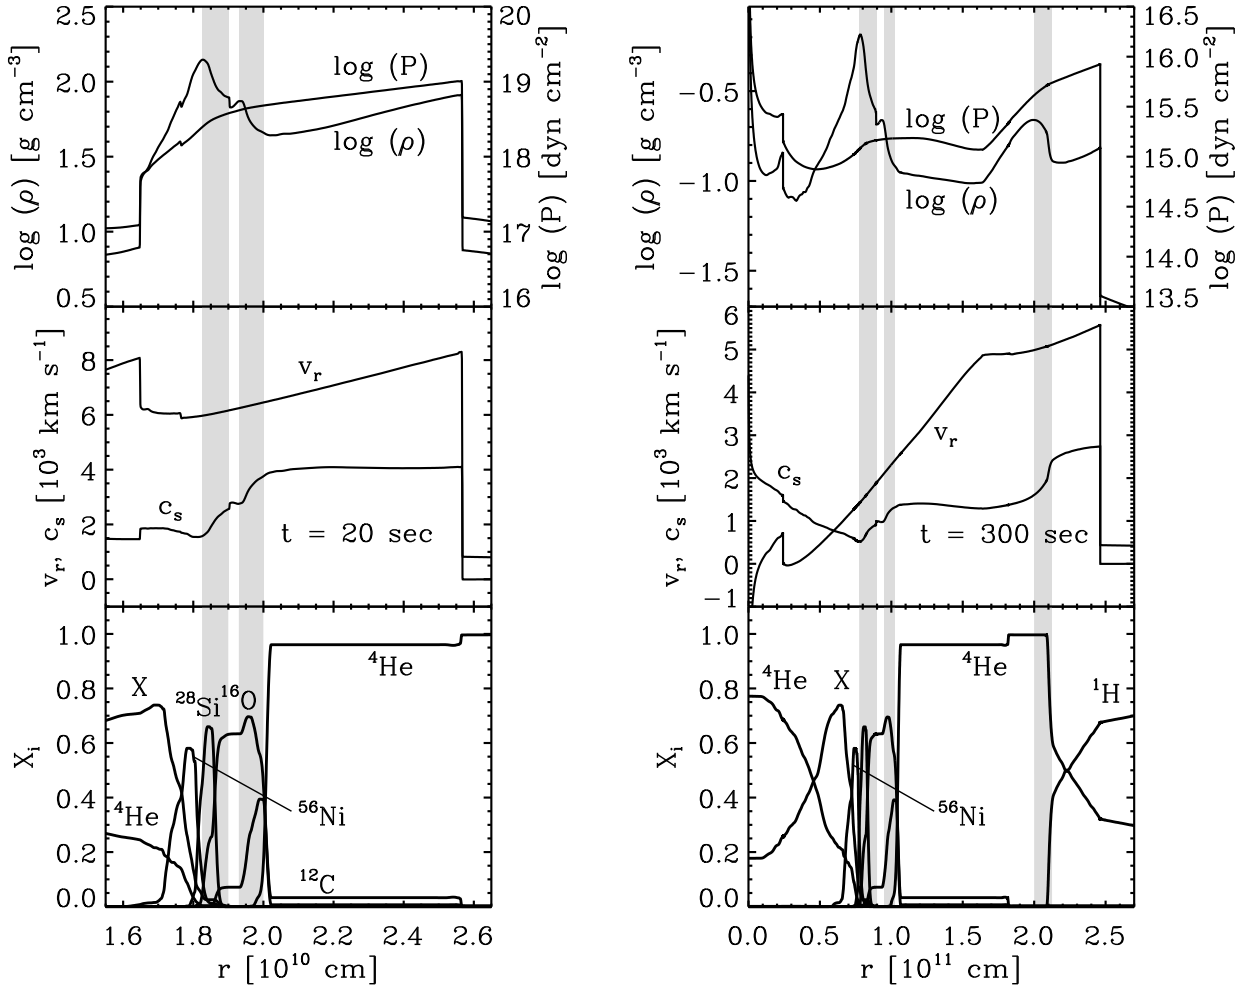 2.5
2.0
1.5
1.0
0.5
log (ρ) [g cm⁻³]
20
19
18
17
16
log (P) [dyn cm⁻²]
log (P)
log (ρ)
8
6
4
2
0
vᵣ, cₛ [10³ km s⁻¹]
vᵣ
cₛ
t = 20 sec
1.0
0.8
0.6
0.4
0.2
0.0
Xᵢ
X
²⁸Si
¹⁶O
⁴He
⁴He
⁵⁶Ni
¹²C
1.6 1.8 2.0 2.2 2.4 2.6
r [10¹⁰ cm]
−0.5
−1.0
−1.5
log (ρ) [g cm⁻³]
16.5
16.0
15.5
15.0
14.5
14.0
13.5
log (P) [dyn cm⁻²]
log (P)
log (ρ)
6
5
4
3
2
1
0
−1
vᵣ, cₛ [10³ km s⁻¹]
vᵣ
cₛ
t = 300 sec
1.0
0.8
0.6
0.4
0.2
0.0
Xᵢ
⁴He
X
⁴He
¹H
⁵⁶Ni
0.0 0.5 1.0 1.5 2.0 2.5
r [10¹¹ cm]